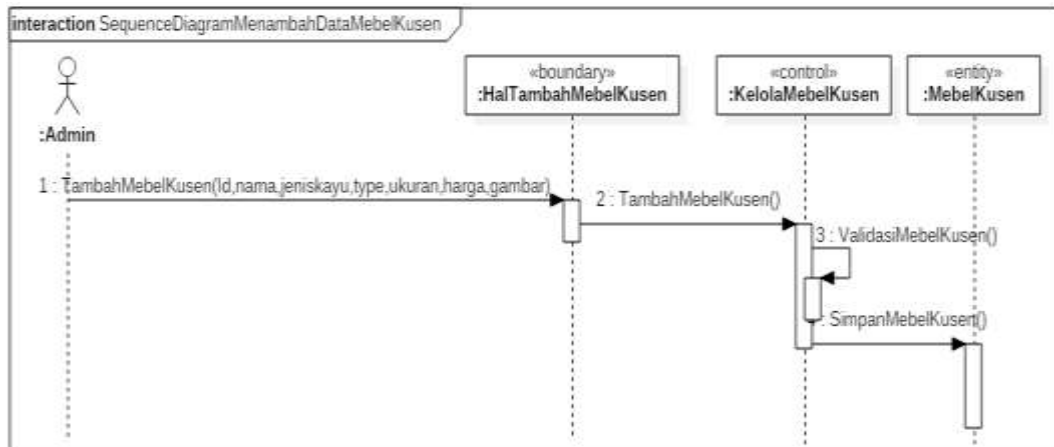 interaction SequenceDiagramMenambahDataMebelKusen
:Admin
«boundary»
:HalTambahMebelKusen
«control»
:KelolaMebelKusen
«entity»
:MebelKusen
1 : TambahMebelKusen(Id,nama,jeniskayu,type,ukuran,harga,gambar)
2 : TambahMebelKusen()
3 : ValidasiMebelKusen()
: SimpanMebelKusen()